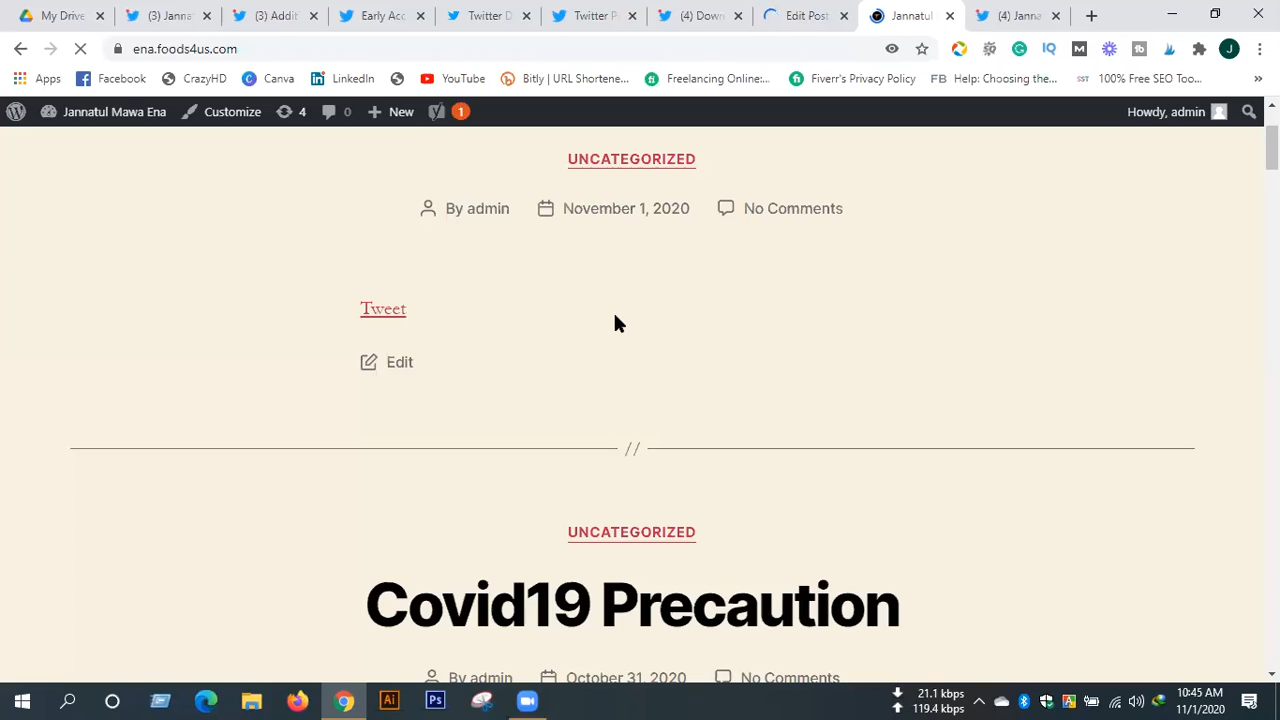 My Drive
(3) Janna
(3) Addit
Early Acc
Twitter D
Twitter P
(4) Down
Edit Post
Jannatul
(4) Janna
ena.foods4us.com
Apps
Facebook
CrazyHD
Canva
LinkedIn
YouTube
Bitly | URL Shortene...
Freelancing Online:...
Fiverr's Privacy Policy
FB Help: Choosing the...
SST 100% Free SEO Too...
Jannatul Mawa Ena
Customize
4
0
New
1
Howdy, admin
UNCATEGORIZED
By admin
November 1, 2020
No Comments
Tweet
Edit
//
UNCATEGORIZED
Covid19 Precaution
By admin
October 31, 2020
No Comments
21.1 kbps
119.4 kbps
10:45 AM
11/1/2020